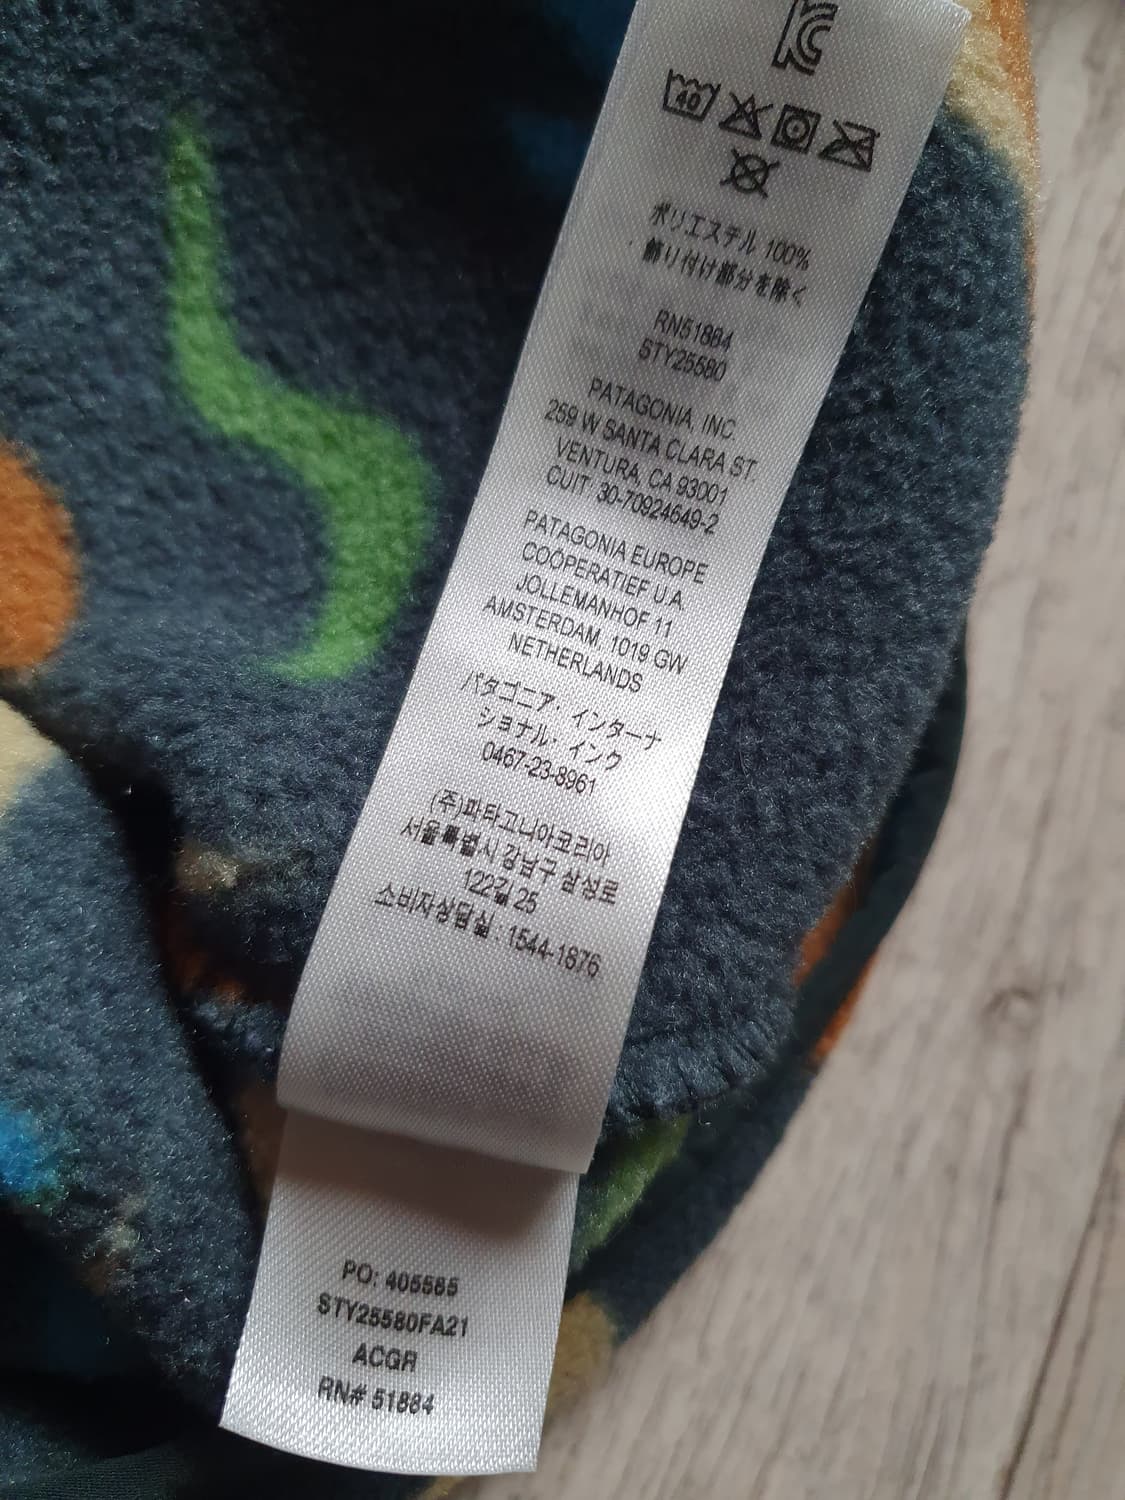 40
ポリエステル 100%
飾り付け部分を除く
RN51884
STY25580
PATAGONIA, INC.
259 W SANTA CLARA ST.
VENTURA, CA 93001
CUIT: 30-70924649-2
PATAGONIA EUROPE
COÖPERATIEF U.A.
JOLLEMANHOF 11
AMSTERDAM, 1019 GW
NETHERLANDS
パタゴニア・インターナ
ショナル・インク
0467-23-8961
(주)파타고니아코리아
서울특별시 강남구 삼성로
122길 25
소비자상담실 : 1544-1876
PO: 405585
STY25580FA21
ACGR
RN# 51884